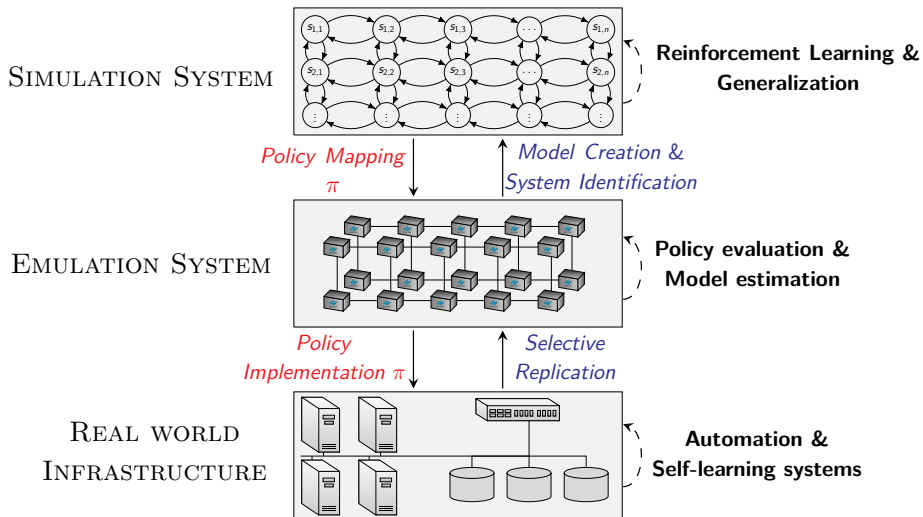 s1,1 s1,2 s1,3 ... s1,n
SIMULATION SYSTEM
s2,1 s2,2 s2,3 ... s2,n
⋮ ⋮ ⋮ ⋮ ⋮
Reinforcement Learning &
Generalization
Policy Mapping
π
Model Creation &
System Identification
EMULATION SYSTEM
Policy evaluation &
Model estimation
Policy
Implementation π
Selective
Replication
REAL WORLD
INFRASTRUCTURE
Automation &
Self-learning systems